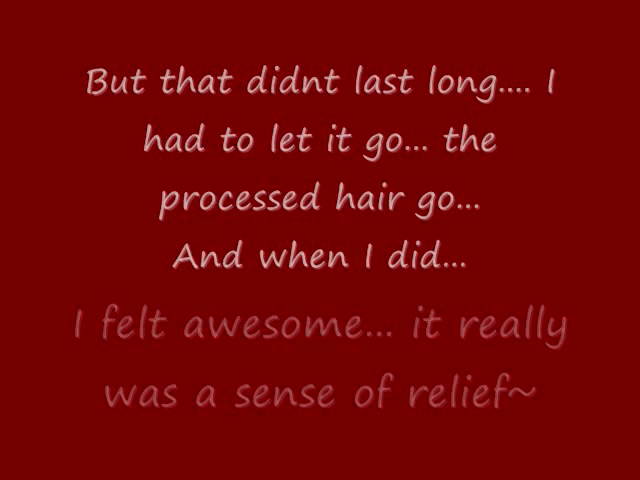 But that didnt last long.... I
had to let it go... the
processed hair go...
And when I did...
I felt awesome... it really
was a sense of relief~